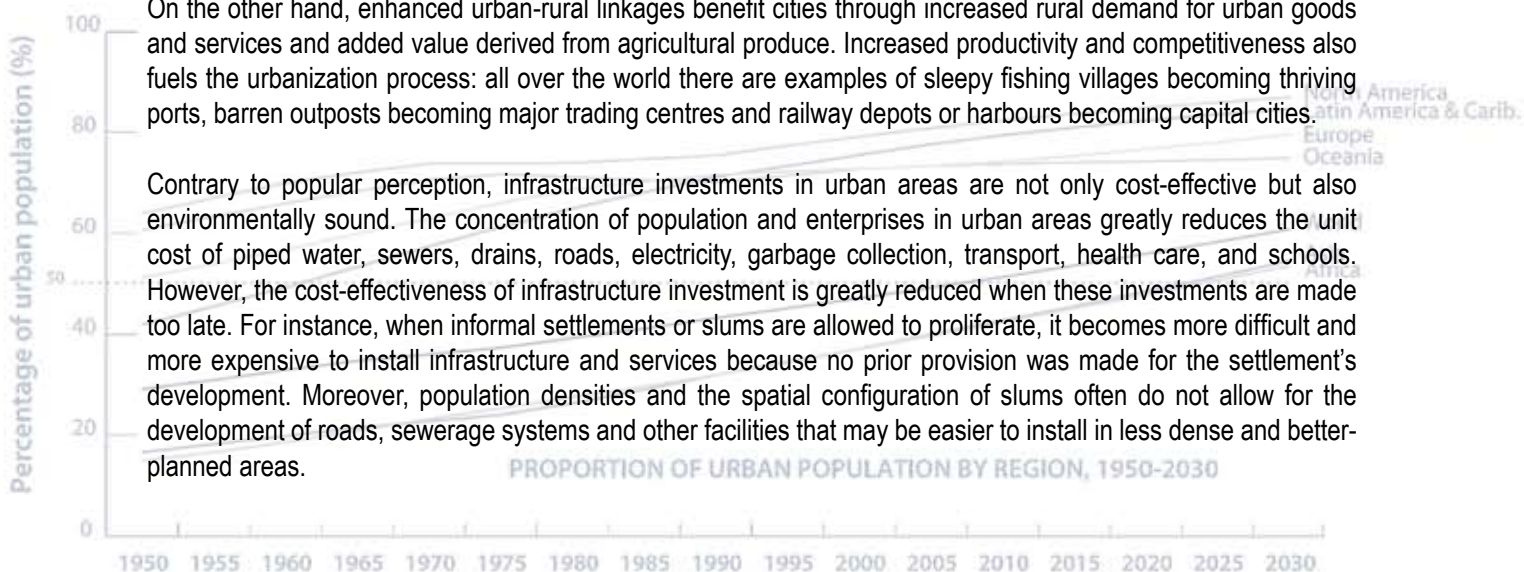 On the other hand, enhanced urban-rural linkages benefit cities through increased rural demand for urban goods
and services and added value derived from agricultural produce. Increased productivity and competitiveness also
fuels the urbanization process: all over the world there are examples of sleepy fishing villages becoming thriving
ports, barren outposts becoming major trading centres and railway depots or harbours becoming capital cities.
Contrary to popular perception, infrastructure investments in urban areas are not only cost-effective but also
environmentally sound. The concentration of population and enterprises in urban areas greatly reduces the unit
cost of piped water, sewers, drains, roads, electricity, garbage collection, transport, health care, and schools.
However, the cost-effectiveness of infrastructure investment is greatly reduced when these investments are made
too late. For instance, when informal settlements or slums are allowed to proliferate, it becomes more difficult and
more expensive to install infrastructure and services because no prior provision was made for the settlement’s
development. Moreover, population densities and the spatial configuration of slums often do not allow for the
development of roads, sewerage systems and other facilities that may be easier to install in less dense and better-
planned areas.
PROPORTION OF URBAN POPULATION BY REGION, 1950-2030
Percentage of urban population (%)
100
80
60
50
40
20
0
North America
Latin America & Carib.
Europe
Oceania
Africa
1950 1955 1960 1965 1970 1975 1980 1985 1990 1995 2000 2005 2010 2015 2020 2025 2030